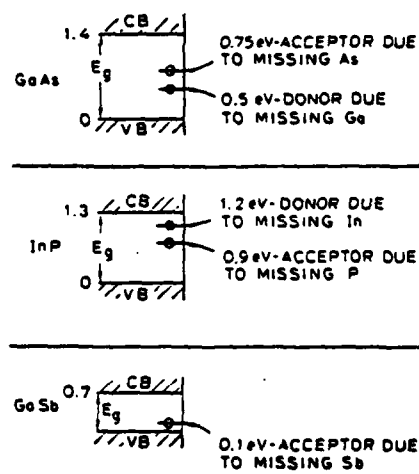 CB
1.4
GaAs
Eg
0
VB
0.75 eV-ACCEPTOR DUE
TO MISSING As
0.5 eV-DONOR DUE
TO MISSING Ga
CB
1.3
InP
Eg
0
VB
1.2 eV-DONOR DUE
TO MISSING In
0.9 eV-ACCEPTOR DUE
TO MISSING P
CB
0.7
GaSb
Eg
VB
0.1 eV-ACCEPTOR DUE
TO MISSING Sb